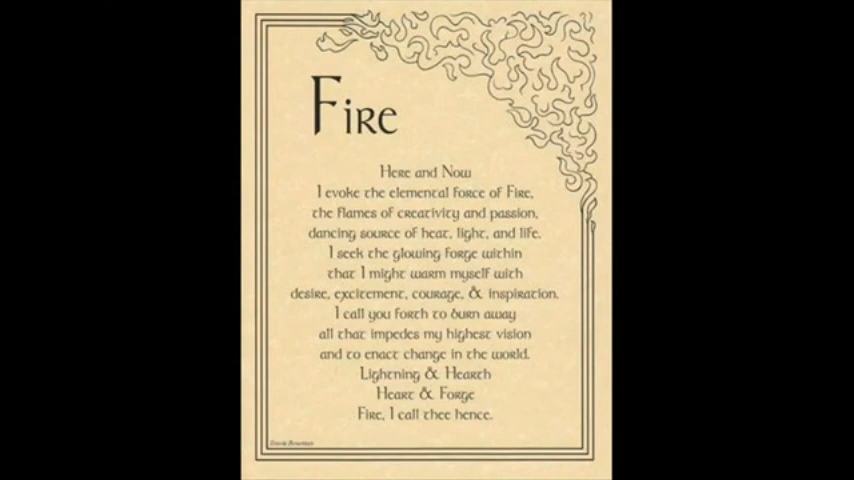 Fire
Here and Now
I evoke the elemental force of Fire,
the flames of creativity and passion,
dancing source of heat, light, and life.
I seek the glowing forge within
that I might warm myself with
desire, excitement, courage, & inspiration.
I call you forth to burn away
all that impedes my highest vision
and to enact change in the world.
Lightning & Hearth
Heart & Forge
Fire, I call thee hence.